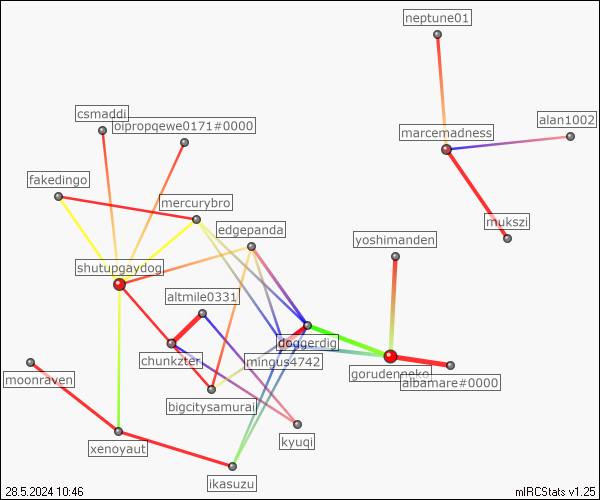 neptune01
csmaddi
oipropqewe0171#0000
alan1002
marcemadness
fakedingo
mercurybro
mukszi
edgepanda
yoshimanden
shutupgaydog
altmile0331
doggerdig
chunkzter
mingus4742
gorudenneko
albamare#0000
moonraven
bigcitysamurai
kyuqi
xenoyaut
ikasuzu
28.5.2024 10:46
mIRCStats v1.25